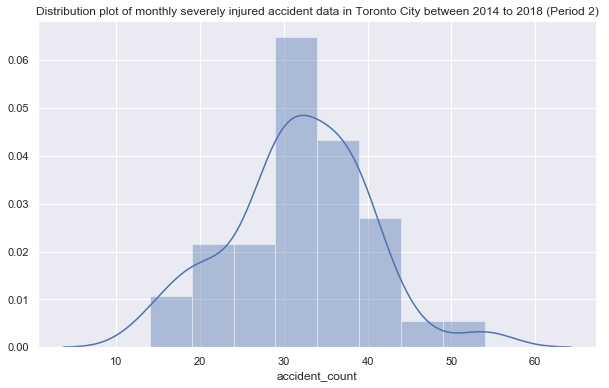 Distribution plot of monthly severely injured accident data in Toronto City between 2014 to 2018 (Period 2)
0.06
0.05
0.04
0.03
0.02
0.01
0.00
10 20 30 40 50 60
accident_count